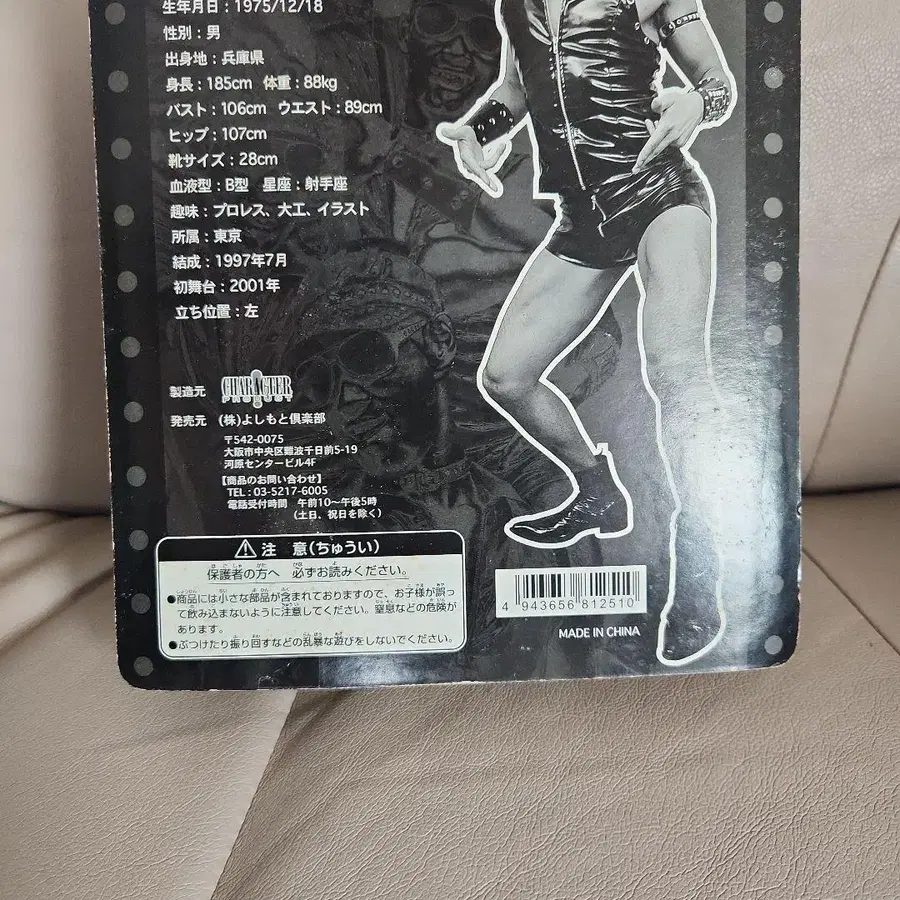 生年月日：1975/12/18
性別：男
出身地：兵庫県
身長：185cm 体重：88kg
バスト：106cm ウエスト：89cm
ヒップ：107cm
靴サイズ：28cm
血液型：B型 星座：射手座
趣味：プロレス、大工、イラスト
所属：東京
結成：1997年7月
初舞台：2001年
立ち位置：左
製造元 CHARACTER PRODUCT
発売元 (株)よしもと倶楽部
〒542-0075
大阪市中央区難波千日前5-19
河原センタービル4F
【商品のお問い合わせ】
TEL：03-5217-6005
電話受付時間 午前10〜午後5時
(土日、祝日を除く)
注 意(ちゅうい)
保護者の方へ 必ずお読みください。
●商品には小さな部品が含まれておりますので、お子様が誤っ
て飲み込まないように注意してください。窒息などの危険が
あります。
●ぶつけたり振り回すなどの乱暴な遊びをしないでください。
4 943656 812510
MADE IN CHINA